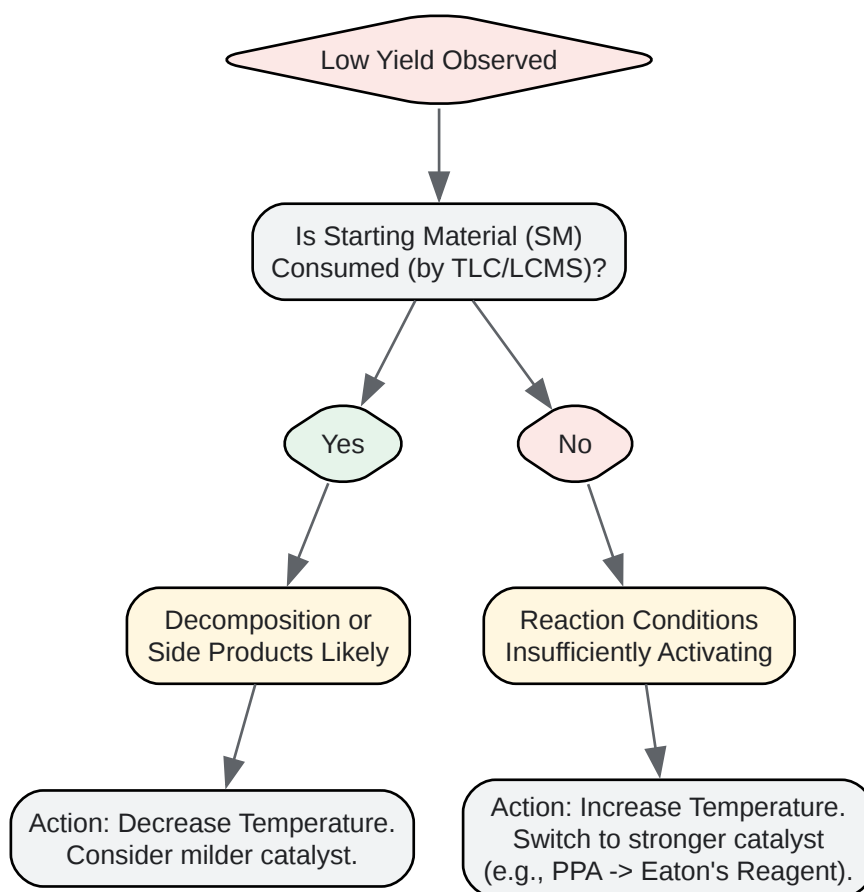 Low Yield Observed
Is Starting Material (SM)
Consumed (by TLC/LCMS)?
Yes
No
Decomposition or
Side Products Likely
Reaction Conditions
Insufficiently Activating
Action: Decrease Temperature.
Consider milder catalyst.
Action: Increase Temperature.
Switch to stronger catalyst
(e.g., PPA -> Eaton's Reagent).